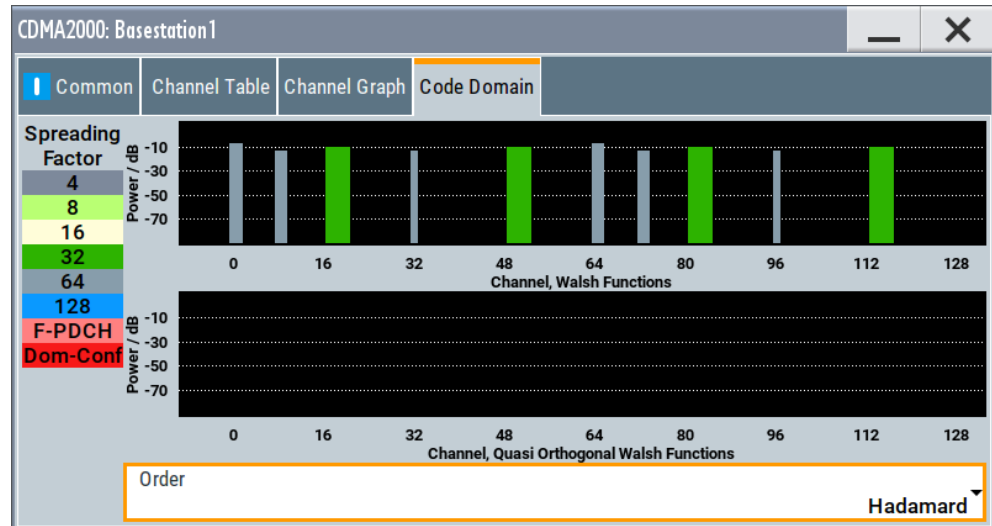 CDMA2000: Basestation1
Common
Channel Table
Channel Graph
Code Domain
Spreading
Factor
4
8
16
32
64
128
F-PDCH
Dom-Conf
Power / dB
-10
-30
-50
-70
0 16 32 48 64 80 96 112 128
Channel, Walsh Functions
Power / dB
-10
-30
-50
-70
0 16 32 48 64 80 96 112 128
Channel, Quasi Orthogonal Walsh Functions
Order
Hadamard